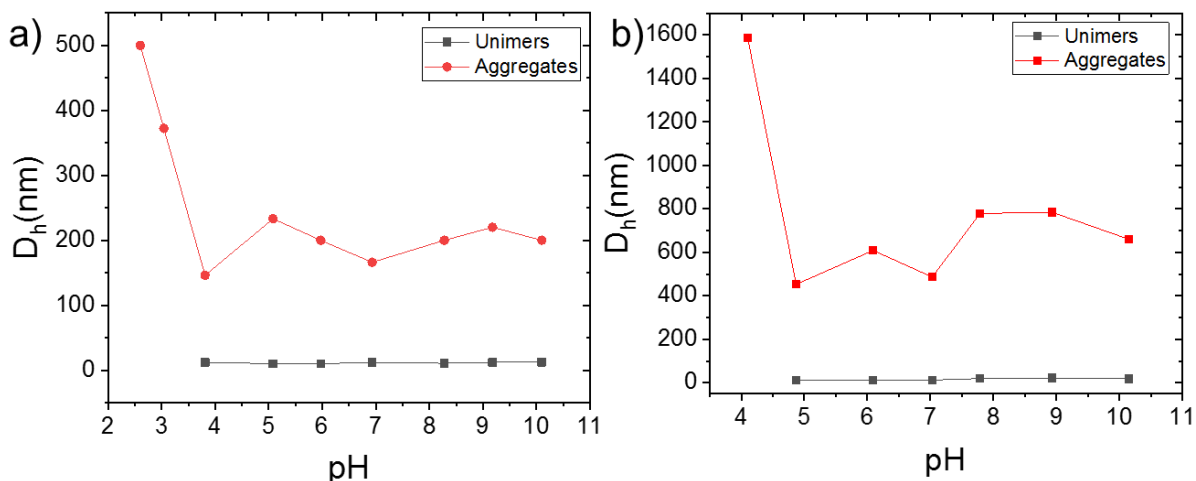 a)
Unimers
Aggregates
500
400
300
200
100
0
D_h(nm)
2 3 4 5 6 7 8 9 10 11
pH
b)
Unimers
Aggregates
1600
1400
1200
1000
800
600
400
200
0
D_h(nm)
4 5 6 7 8 9 10 11
pH